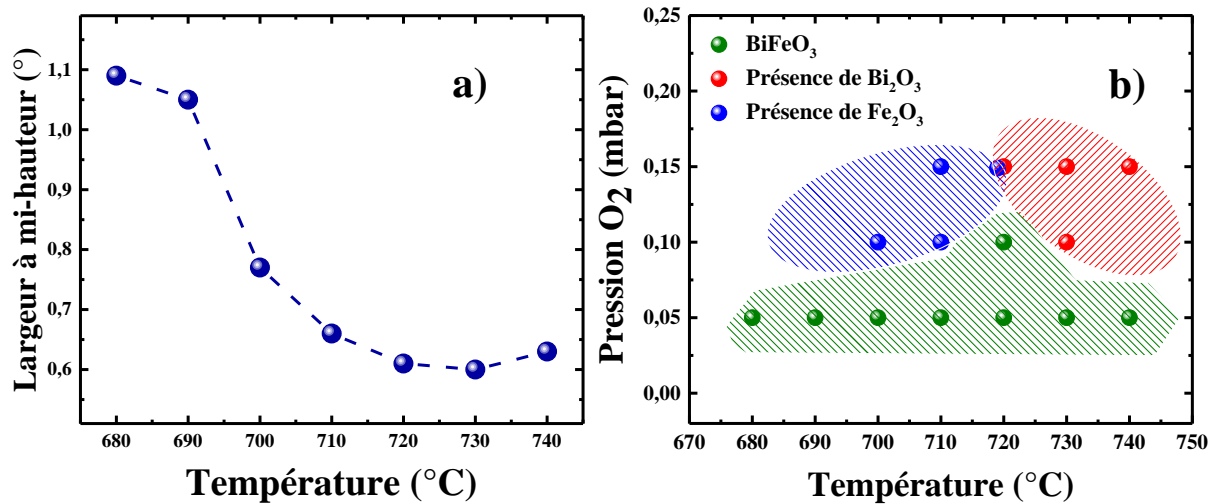 Largeur à mi-hauteur (°)
1,1
1,0
0,9
0,8
0,7
0,6
a)
680 690 700 710 720 730 740
Température (°C)
Pression O2 (mbar)
0,25
0,20
0,15
0,10
0,05
0,00
BiFeO3
Présence de Bi2O3
Présence de Fe2O3
b)
670 680 690 700 710 720 730 740 750
Température (°C)